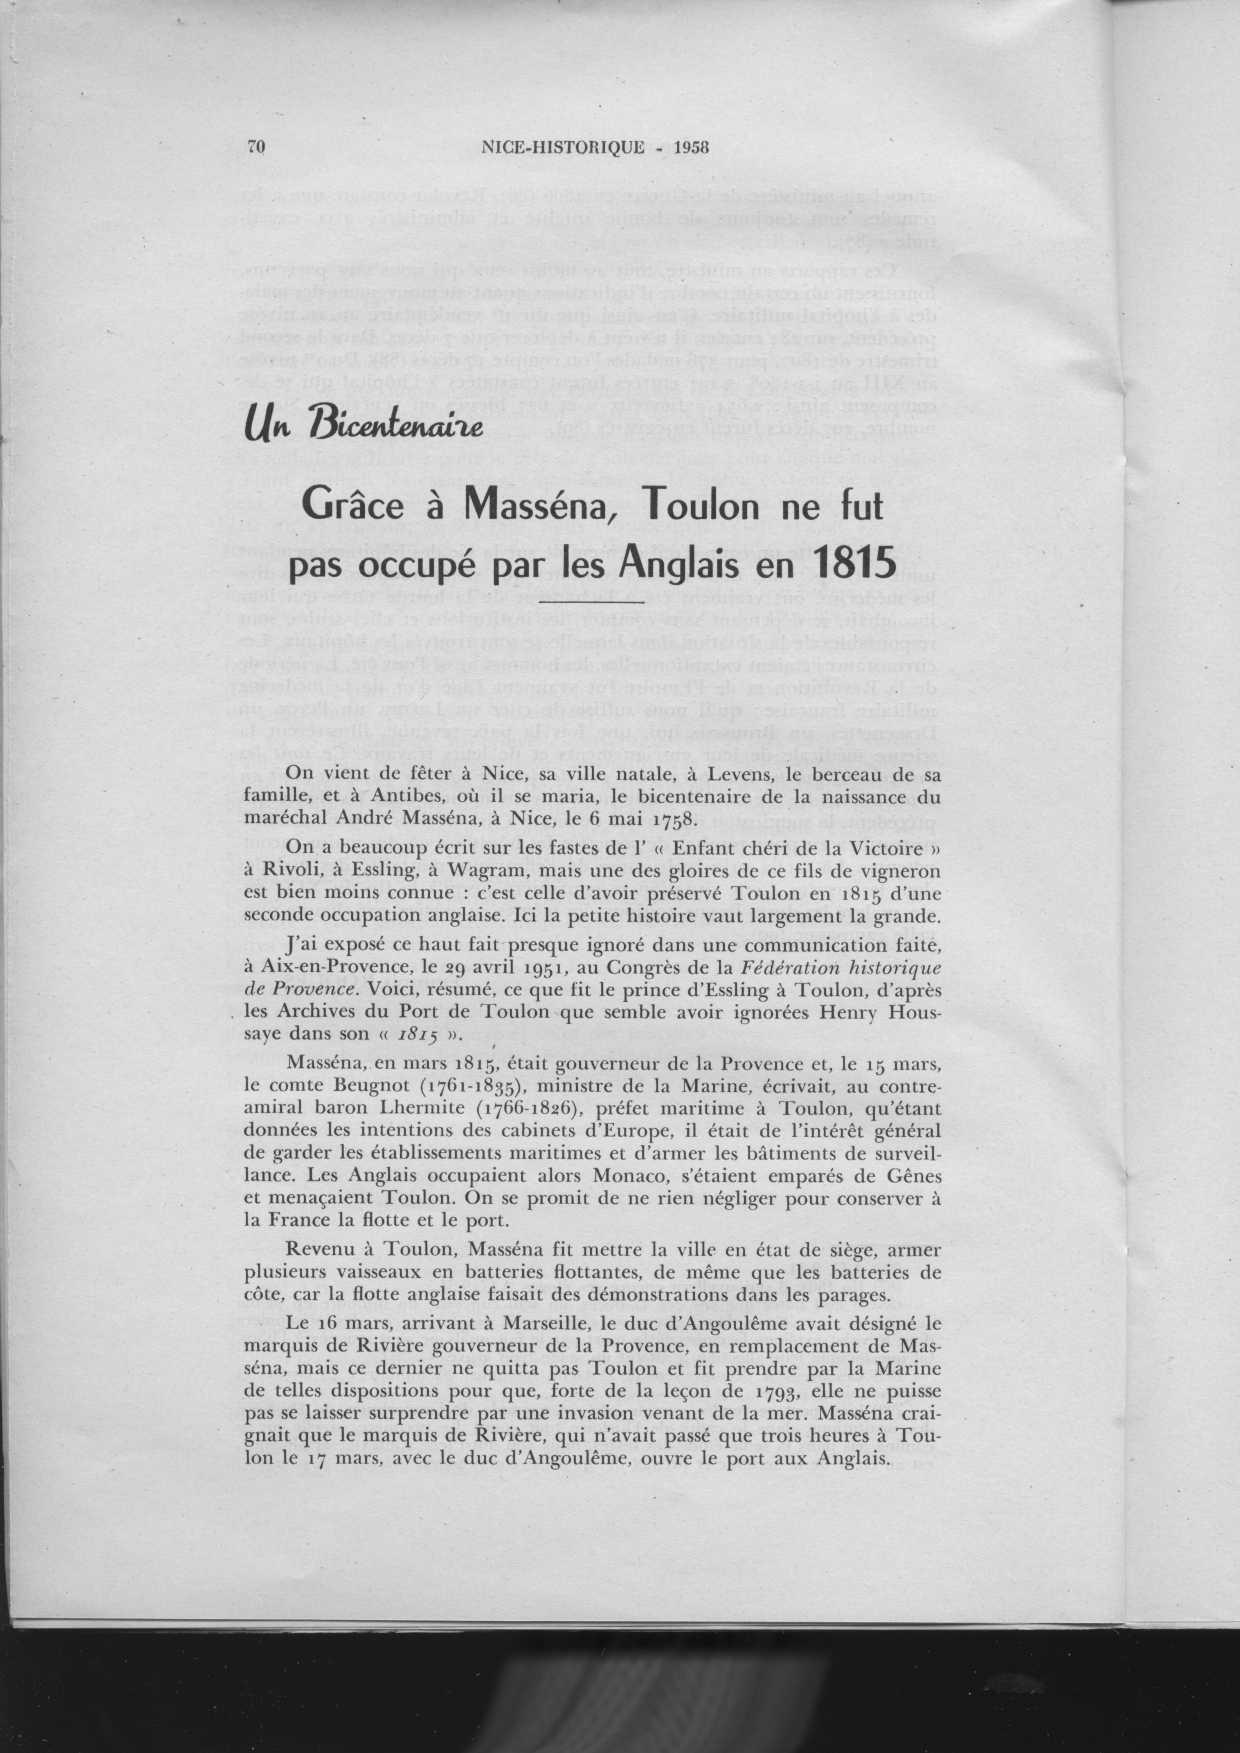 70
NICE-HISTORIQUE - 1958
Un Bicentenaire
Grâce à Masséna, Toulon ne fut
pas occupé par les Anglais en 1815
On vient de fêter à Nice, sa ville natale, à Levens, le berceau de sa
famille, et à Antibes, où il se maria, le bicentenaire de la naissance du
maréchal André Masséna, à Nice, le 6 mai 1758.
On a beaucoup écrit sur les fastes de l' « Enfant chéri de la Victoire »
à Rivoli, à Essling, à Wagram, mais une des gloires de ce fils de vigneron
est bien moins connue : c'est celle d'avoir préservé Toulon en 1815 d'une
seconde occupation anglaise. Ici la petite histoire vaut largement la grande.
J'ai exposé ce haut fait presque ignoré dans une communication faite,
à Aix-en-Provence, le 29 avril 1951, au Congrès de la Fédération historique
de Provence. Voici, résumé, ce que fit le prince d'Essling à Toulon, d'après
les Archives du Port de Toulon que semble avoir ignorées Henry Hous-
saye dans son « 1815 ».
Masséna, en mars 1815, était gouverneur de la Provence et, le 15 mars,
le comte Beugnot (1761-1835), ministre de la Marine, écrivait, au contre-
amiral baron Lhermite (1766-1826), préfet maritime à Toulon, qu'étant
données les intentions des cabinets d'Europe, il était de l'intérêt général
de garder les établissements maritimes et d'armer les bâtiments de surveil-
lance. Les Anglais occupaient alors Monaco, s'étaient emparés de Gênes
et menaçaient Toulon. On se promit de ne rien négliger pour conserver à
la France la flotte et le port.
Revenu à Toulon, Masséna fit mettre la ville en état de siège, armer
plusieurs vaisseaux en batteries flottantes, de même que les batteries de
côte, car la flotte anglaise faisait des démonstrations dans les parages.
Le 16 mars, arrivant à Marseille, le duc d'Angoulême avait désigné le
marquis de Rivière gouverneur de la Provence, en remplacement de Mas-
séna, mais ce dernier ne quitta pas Toulon et fit prendre par la Marine
de telles dispositions pour que, forte de la leçon de 1793, elle ne puisse
pas se laisser surprendre par une invasion venant de la mer. Masséna crai-
gnait que le marquis de Rivière, qui n'avait passé que trois heures à Tou-
lon le 17 mars, avec le duc d'Angoulême, ouvre le port aux Anglais.